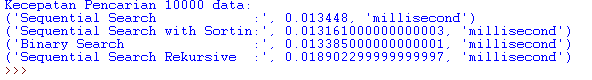 Kecepatan Pencarian 10000 data:
('Sequential Search              :', 0.013448, 'millisecond')
('Sequential Search with Sortin:', 0.013161000000000003, 'millisecond')
('Binary Search                  :', 0.013385000000000001, 'millisecond')
('Sequential Search Rekursive  :', 0.018902299999999997, 'millisecond')
>>>